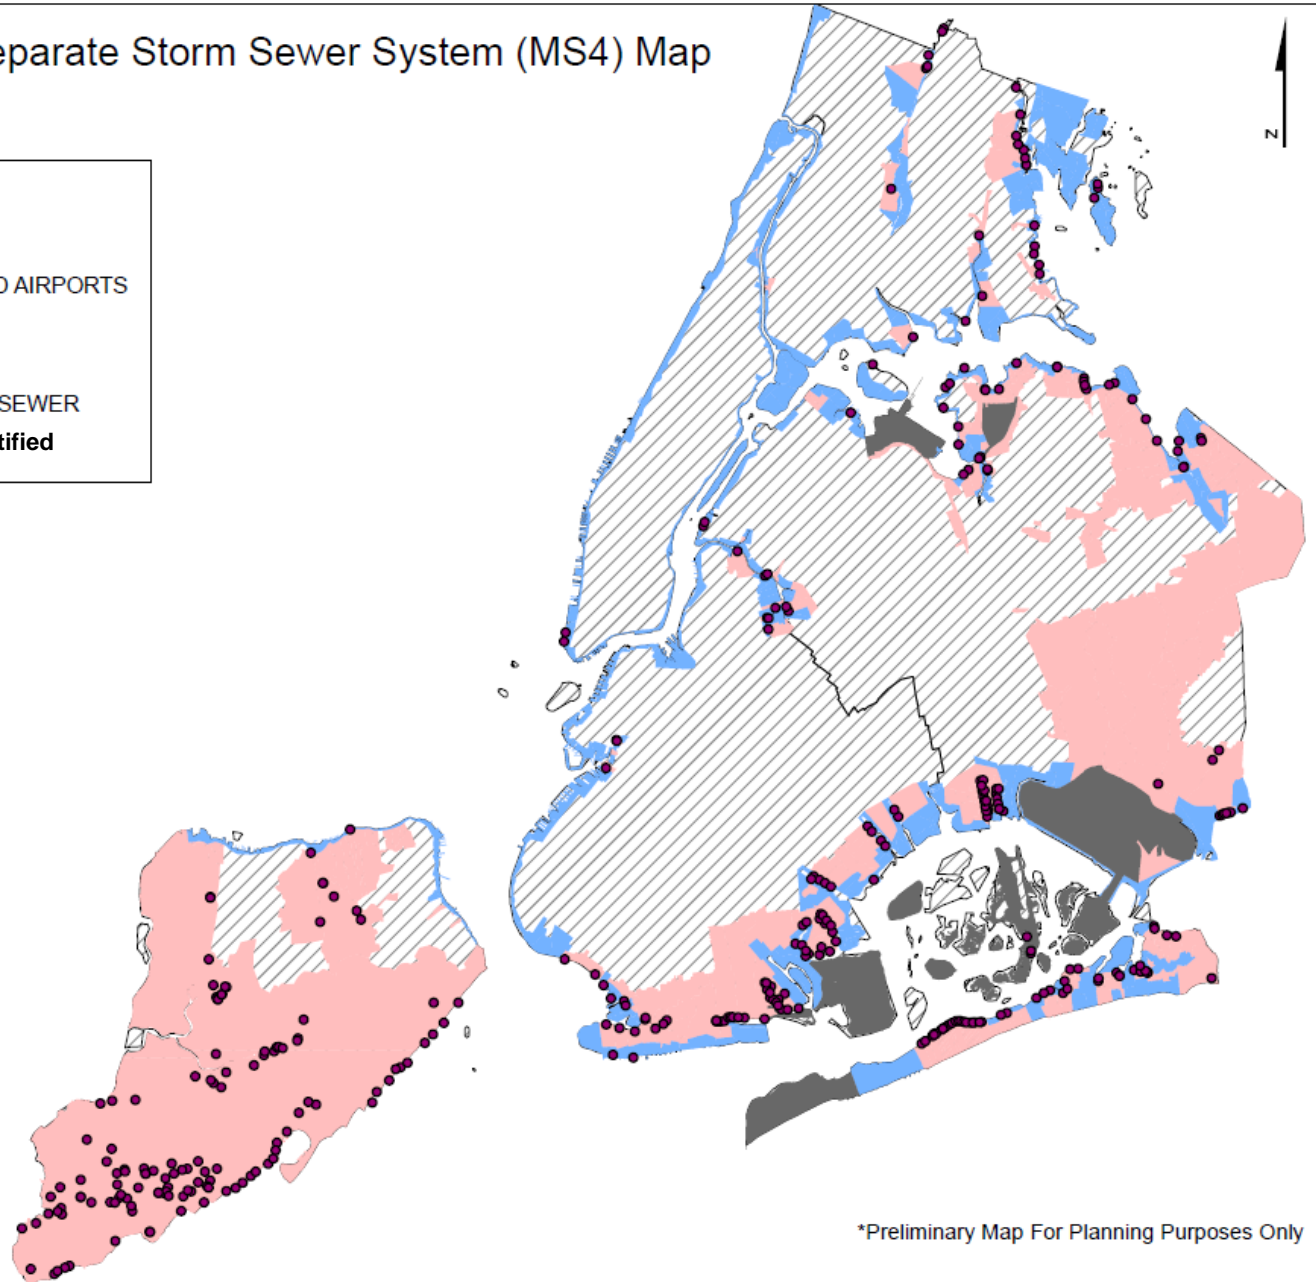 eparate Storm Sewer System (MS4) Map
N
AIRPORTS
SEWER
tified
*Preliminary Map For Planning Purposes Only